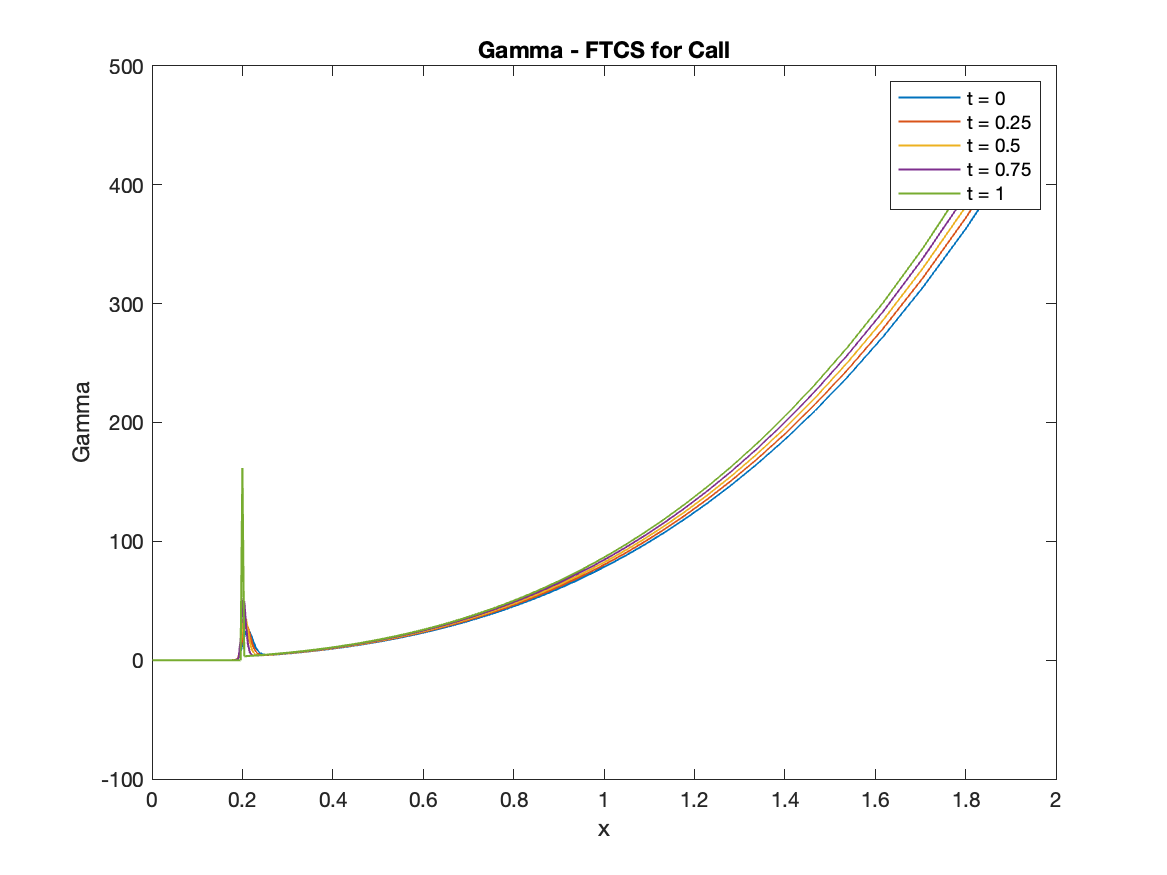 Gamma - FTCS for Call
500
400
300
200
100
0
-100
Gamma
t = 0
t = 0.25
t = 0.5
t = 0.75
t = 1
0 0.2 0.4 0.6 0.8 1 1.2 1.4 1.6 1.8 2
x